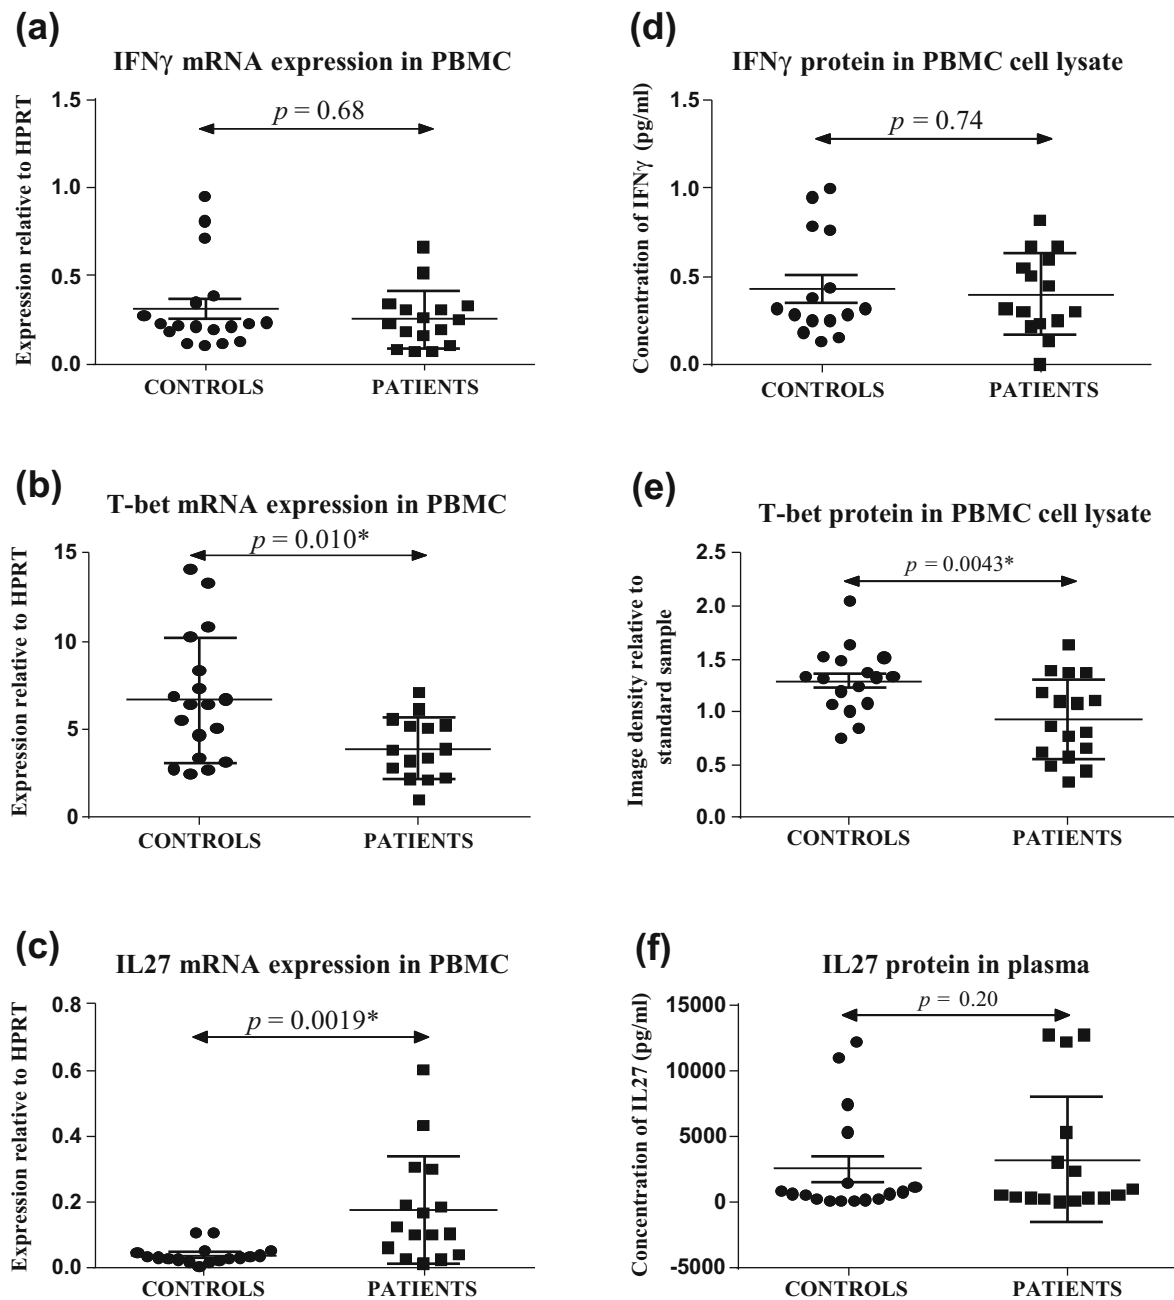 (a)
IFNγ mRNA expression in PBMC
Expression relative to HPRT
1.5
1.0
0.5
0.0
p = 0.68
CONTROLS
PATIENTS
(d)
IFNγ protein in PBMC cell lysate
Concentration of IFNγ (pg/ml)
1.5
1.0
0.5
0.0
p = 0.74
CONTROLS
PATIENTS
(b)
T-bet mRNA expression in PBMC
Expression relative to HPRT
15
10
5
0
p = 0.010*
CONTROLS
PATIENTS
(e)
T-bet protein in PBMC cell lysate
Image density relative to
standard sample
2.5
2.0
1.5
1.0
0.5
0.0
p = 0.0043*
CONTROLS
PATIENTS
(c)
IL27 mRNA expression in PBMC
Expression relative to HPRT
0.8
0.6
0.4
0.2
0.0
p = 0.0019*
CONTROLS
PATIENTS
(f)
IL27 protein in plasma
Concentration of IL27 (pg/ml)
15000
10000
5000
0
-5000
p = 0.20
CONTROLS
PATIENTS